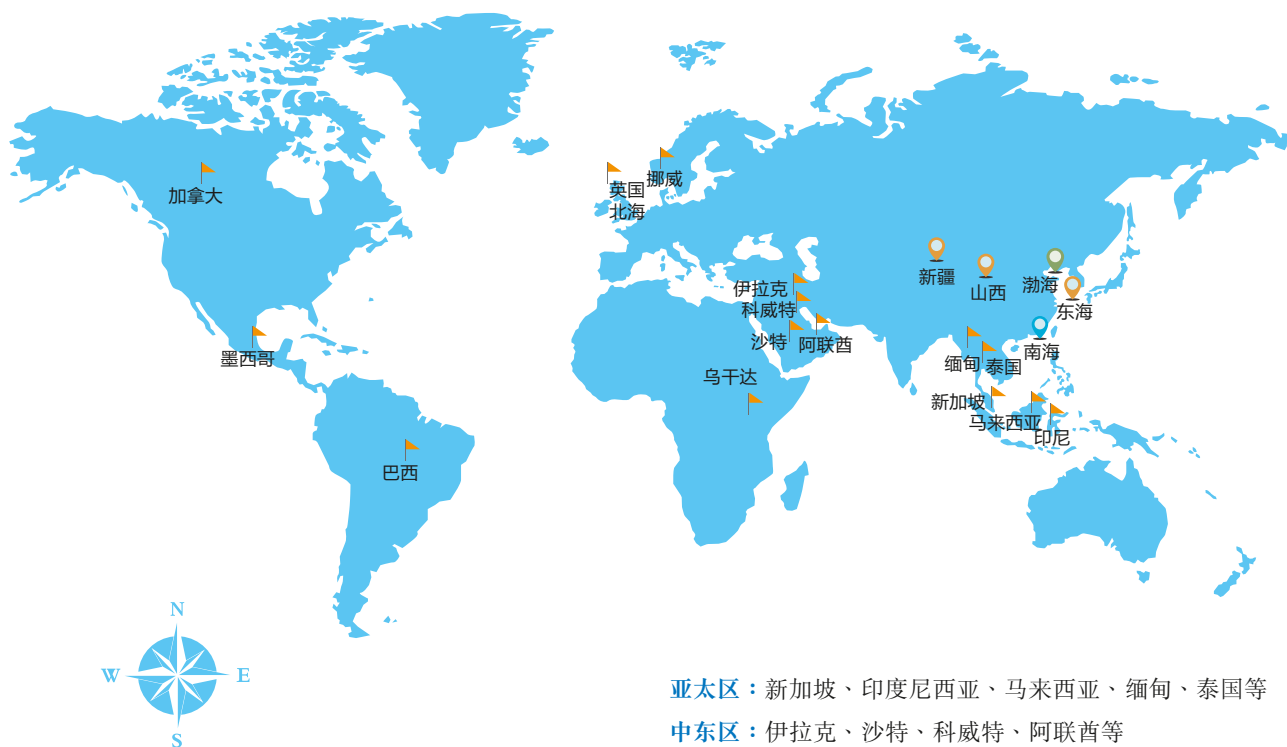 加拿大
英国
北海
挪威
新疆
山西
渤海
东海
伊拉克
科威特
沙特
阿联酋
南海
墨西哥
缅甸
泰国
乌干达
新加坡
马来西亚
印尼
巴西
N
W
E
S
亚太区：新加坡、印度尼西亚、马来西亚、缅甸、泰国等
中东区：伊拉克、沙特、科威特、阿联酋等